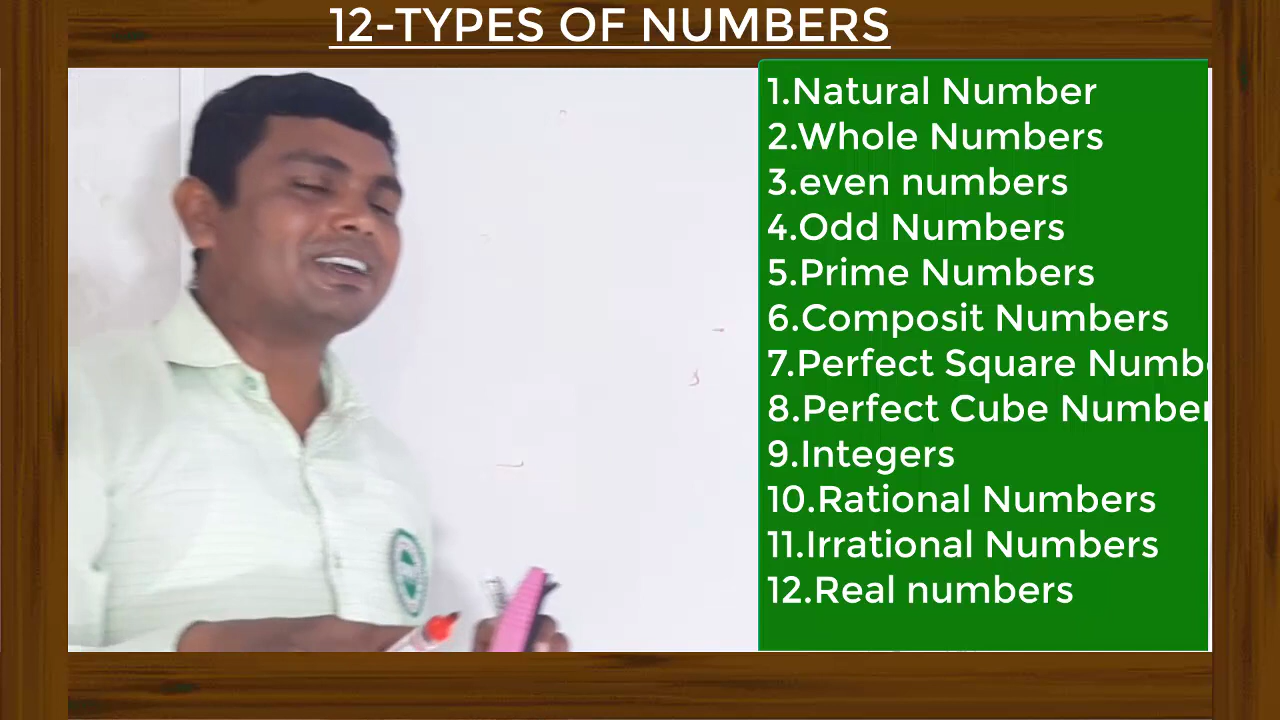 12-TYPES OF NUMBERS
1.Natural Number
2.Whole Numbers
3.even numbers
4.Odd Numbers
5.Prime Numbers
6.Composit Numbers
7.Perfect Square Numb
8.Perfect Cube Number
9.Integers
10.Rational Numbers
11.Irrational Numbers
12.Real numbers